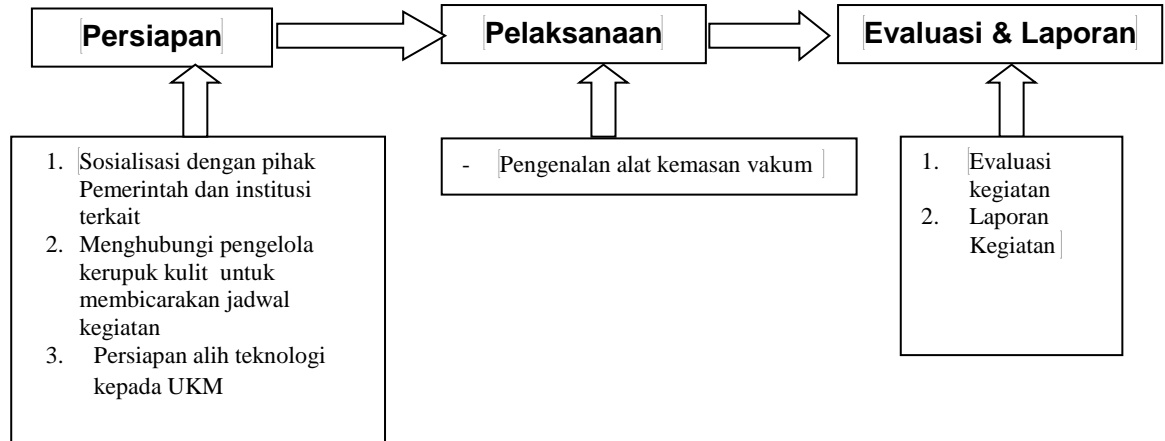 Persiapan
Pelaksanaan
Evaluasi & Laporan
1. Sosialisasi dengan pihak
Pemerintah dan institusi
terkait
2. Menghubungi pengelola
kerupuk kulit untuk
membicarakan jadwal
kegiatan
3. Persiapan alih teknologi
kepada UKM
- Pengenalan alat kemasan vakum
1. Evaluasi
kegiatan
2. Laporan
Kegiatan